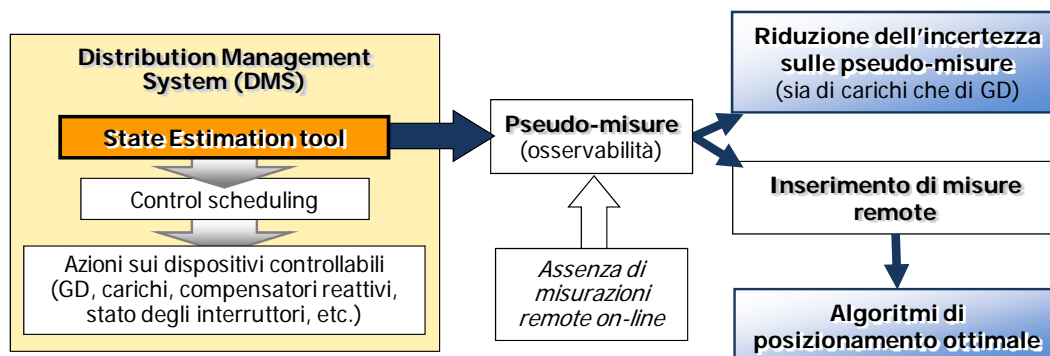 Distribution Management
System (DMS)
State Estimation tool
Control scheduling
Azioni sui dispositivi controllabili
(GD, carichi, compensatori reattivi,
stato degli interruttori, etc.)
Pseudo-misure
(osservabilità)
Assenza di
misurazioni
remote on-line
Riduzione dell'incertezza
sulle pseudo-misure
(sia di carichi che di GD)
Inserimento di misure
remote
Algoritmi di
posizionamento ottimale